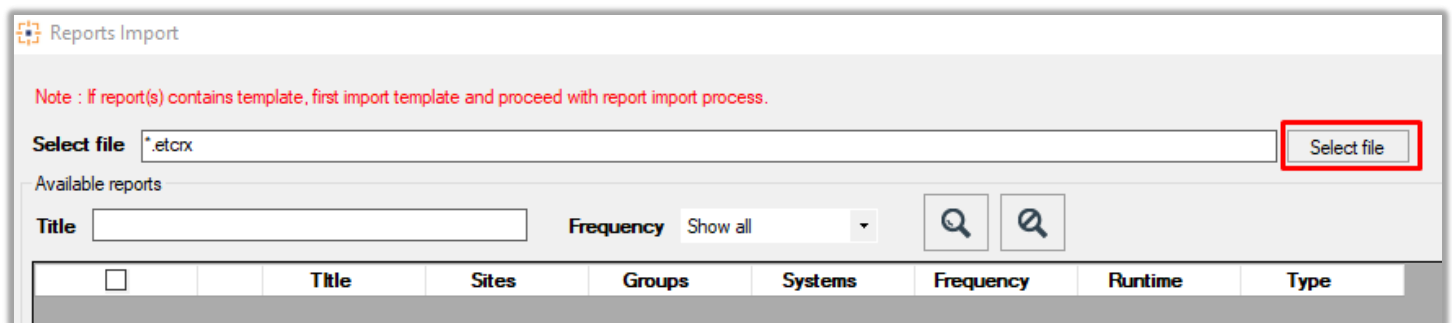 Reports Import
Note : If report(s) contains template, first import template and proceed with report import process.
Select file *.etcrx Select file
Available reports
Title Frequency Show all
TItle Sites Groups Systems Frequency Runtime Type